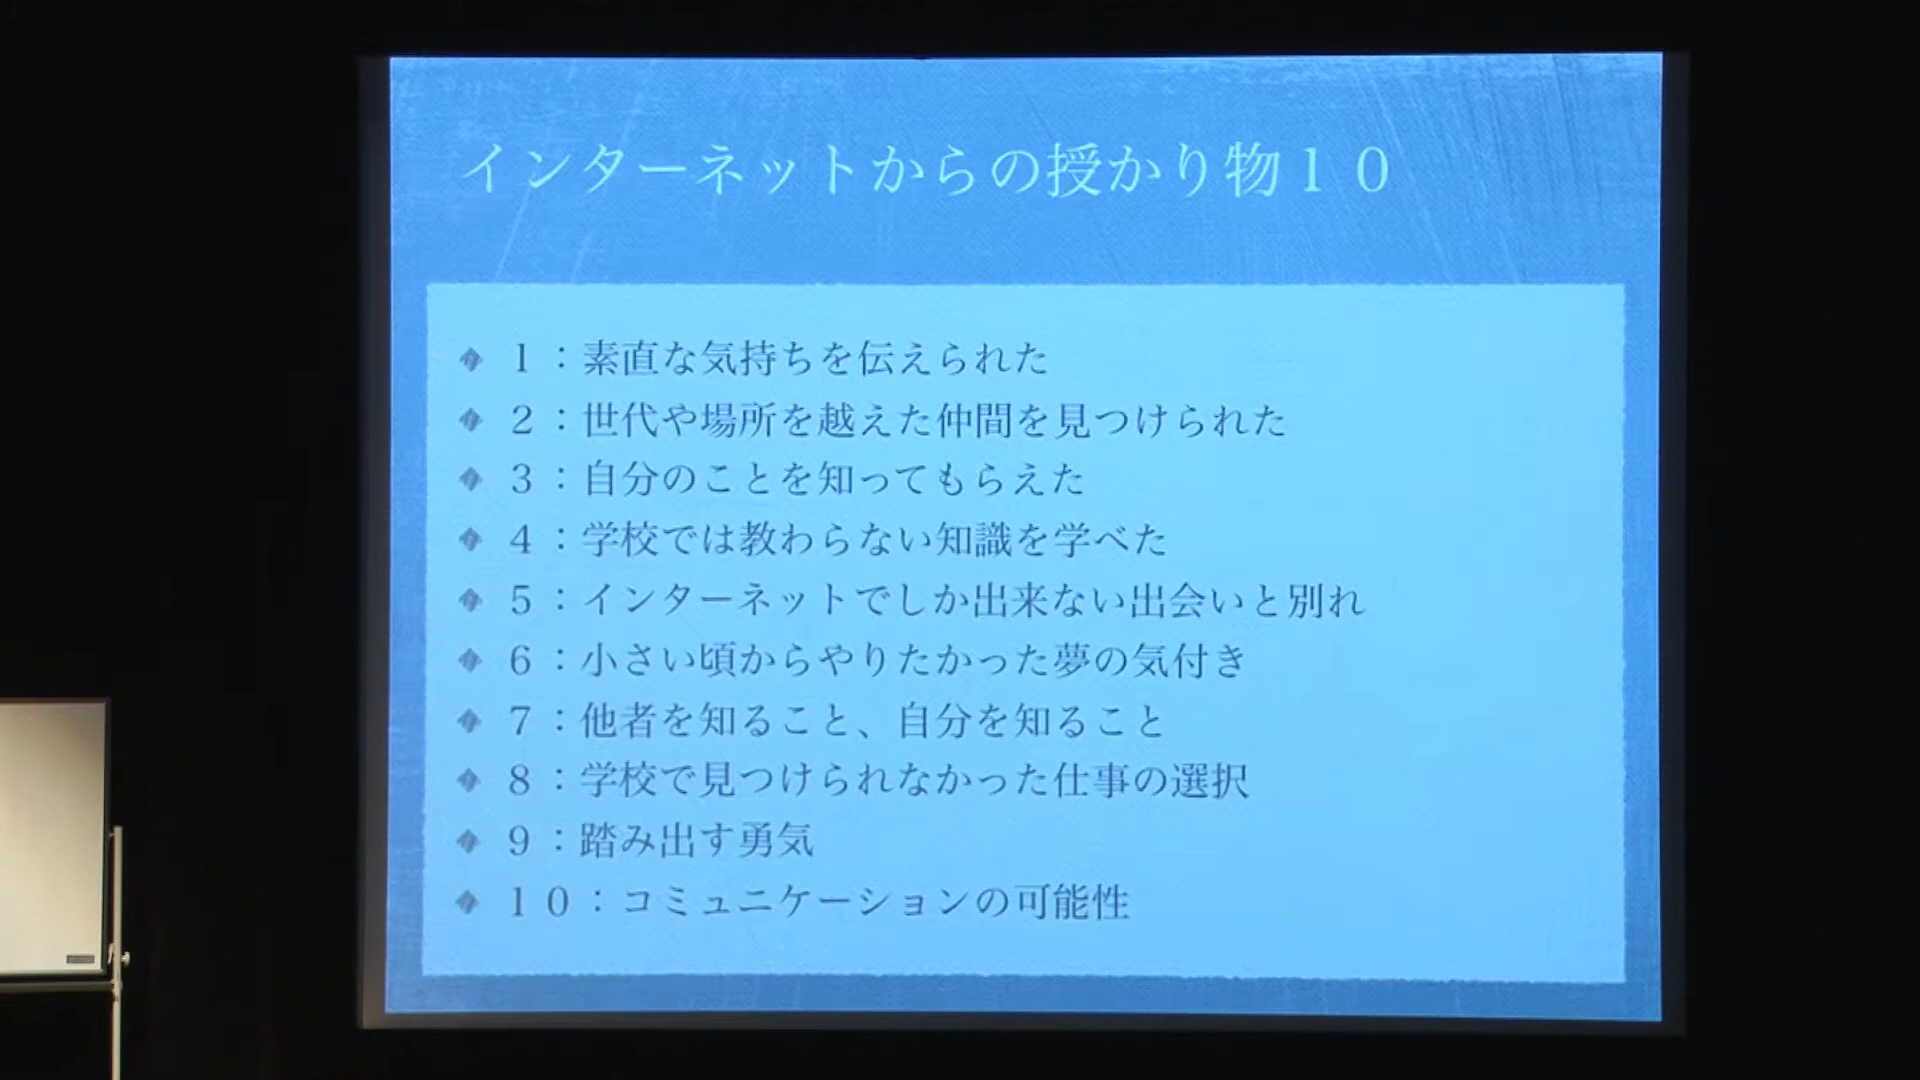 インターネットからの授かり物１０
１：素直な気持ちを伝えられた
２：世代や場所を越えた仲間を見つけられた
３：自分のことを知ってもらえた
４：学校では教わらない知識を学べた
５：インターネットでしか出来ない出会いと別れ
６：小さい頃からやりたかった夢の気付き
７：他者を知ること、自分を知ること
８：学校で見つけられなかった仕事の選択
９：踏み出す勇気
１０：コミュニケーションの可能性